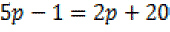 5p − 1 = 2p + 20